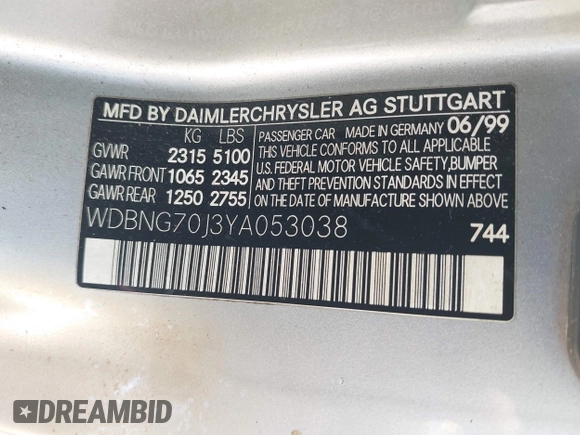 MFD BY DAIMLERCHRYSLER AG STUTTGART
KG LBS
GVWR 2315 5100
GAWR FRONT 1065 2345
GAWR REAR 1250 2755
PASSENGER CAR MADE IN GERMANY 06/99
THIS VEHICLE CONFORMS TO ALL APPLICABLE
U.S. FEDERAL MOTOR VEHICLE SAFETY, BUMPER
AND THEFT PREVENTION STANDARDS IN EFFECT
ON THE DATE OF MANUFACTURE SHOWN ABOVE
WDBNG70J3YA053038
744
DREAMBID